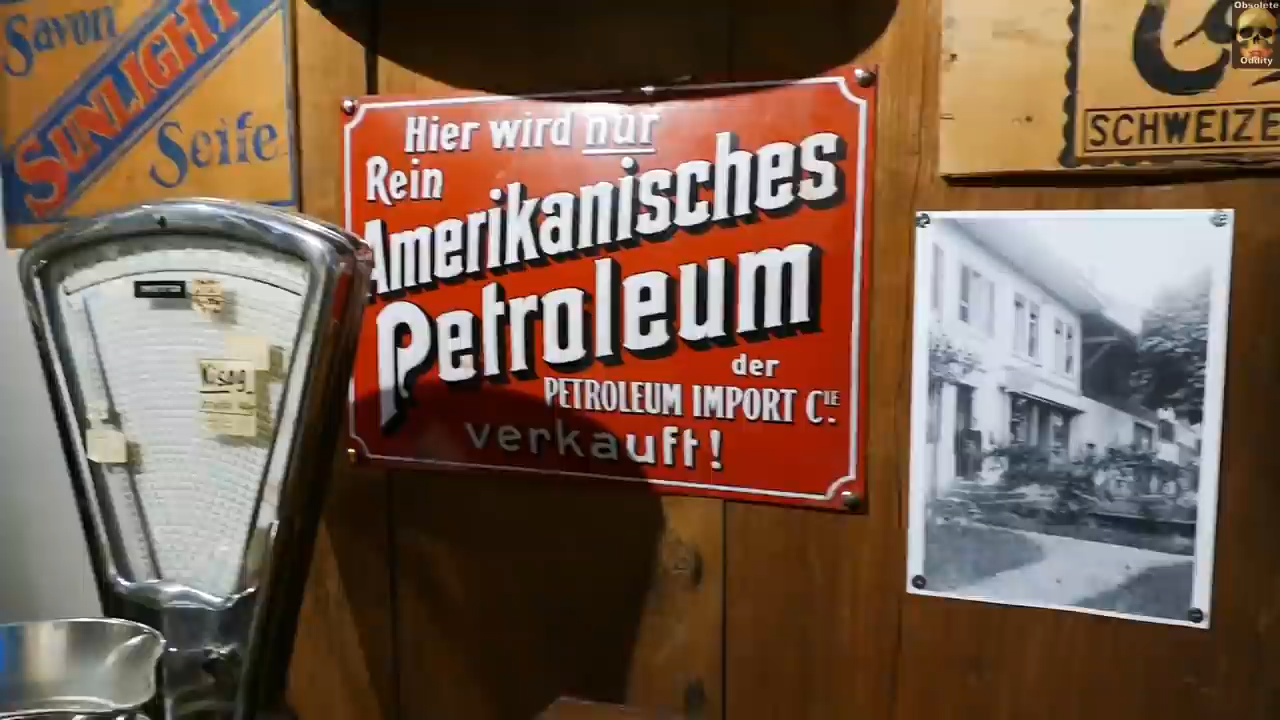 Savon
SUNLIGHT
Seife
Hier wird nur
Rein
Amerikanisches
Petroleum
der
PETROLEUM IMPORT CIE.
verkauft!
SCHWEIZE
Obsolete
Oddity